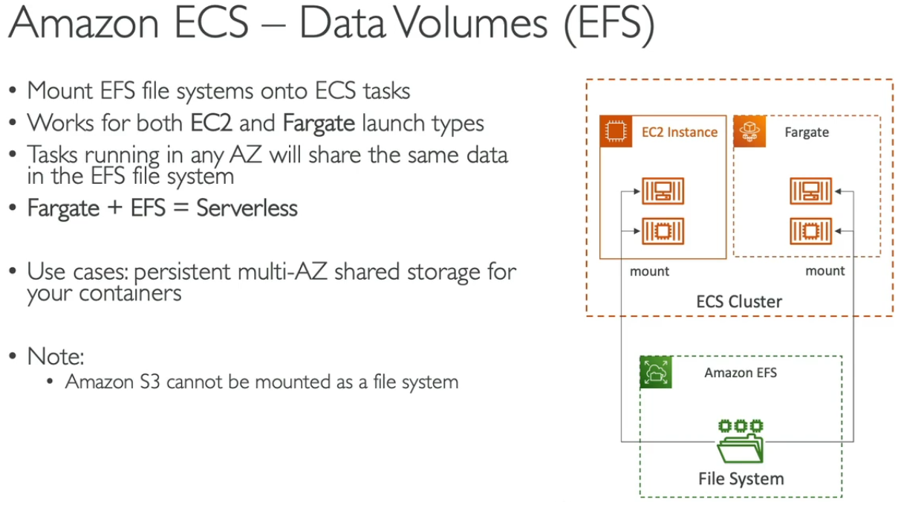 Amazon ECS – Data Volumes (EFS)
• Mount EFS file systems onto ECS tasks
• Works for both EC2 and Fargate launch types
• Tasks running in any AZ will share the same data
in the EFS file system
• Fargate + EFS = Serverless
• Use cases: persistent multi-AZ shared storage for
your containers
• Note:
• Amazon S3 cannot be mounted as a file system
EC2 Instance
Fargate
mount
mount
ECS Cluster
Amazon EFS
File System